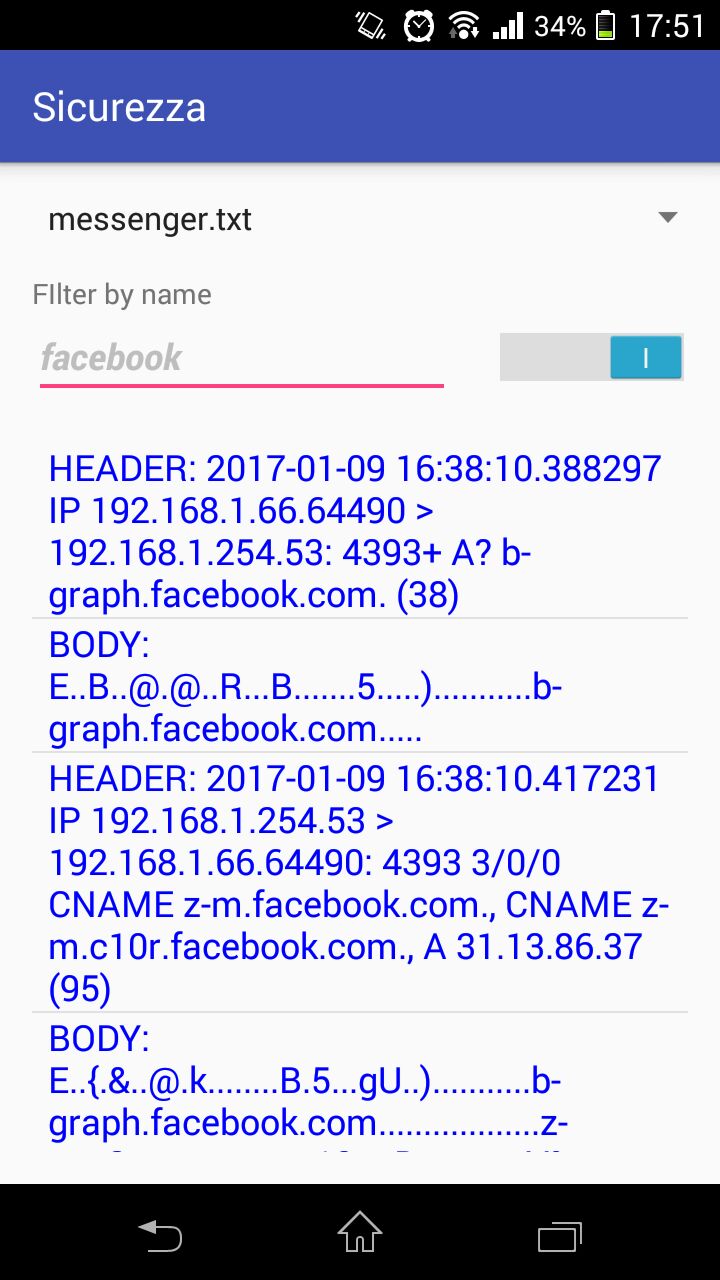 34% 17:51
Sicurezza
messenger.txt
FIlter by name
facebook
HEADER: 2017-01-09 16:38:10.388297
IP 192.168.1.66.64490 >
192.168.1.254.53: 4393+ A? b-
graph.facebook.com. (38)
BODY:
E..B..@.@..R...B.......5.....)...........b-
graph.facebook.com.....
HEADER: 2017-01-09 16:38:10.417231
IP 192.168.1.254.53 >
192.168.1.66.64490: 4393 3/0/0
CNAME z-m.facebook.com., CNAME z-
m.c10r.facebook.com., A 31.13.86.37
(95)
BODY:
E..{.&..@.k........B.5...gU..)...........b-
graph.facebook.com..................z-